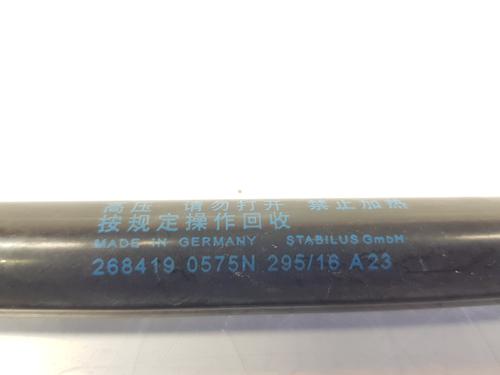 高压 请勿打开 禁止加热
按规定操作回收
MADE IN GERMANY STABILUS GmbH
268419 0575N 295/16 A23